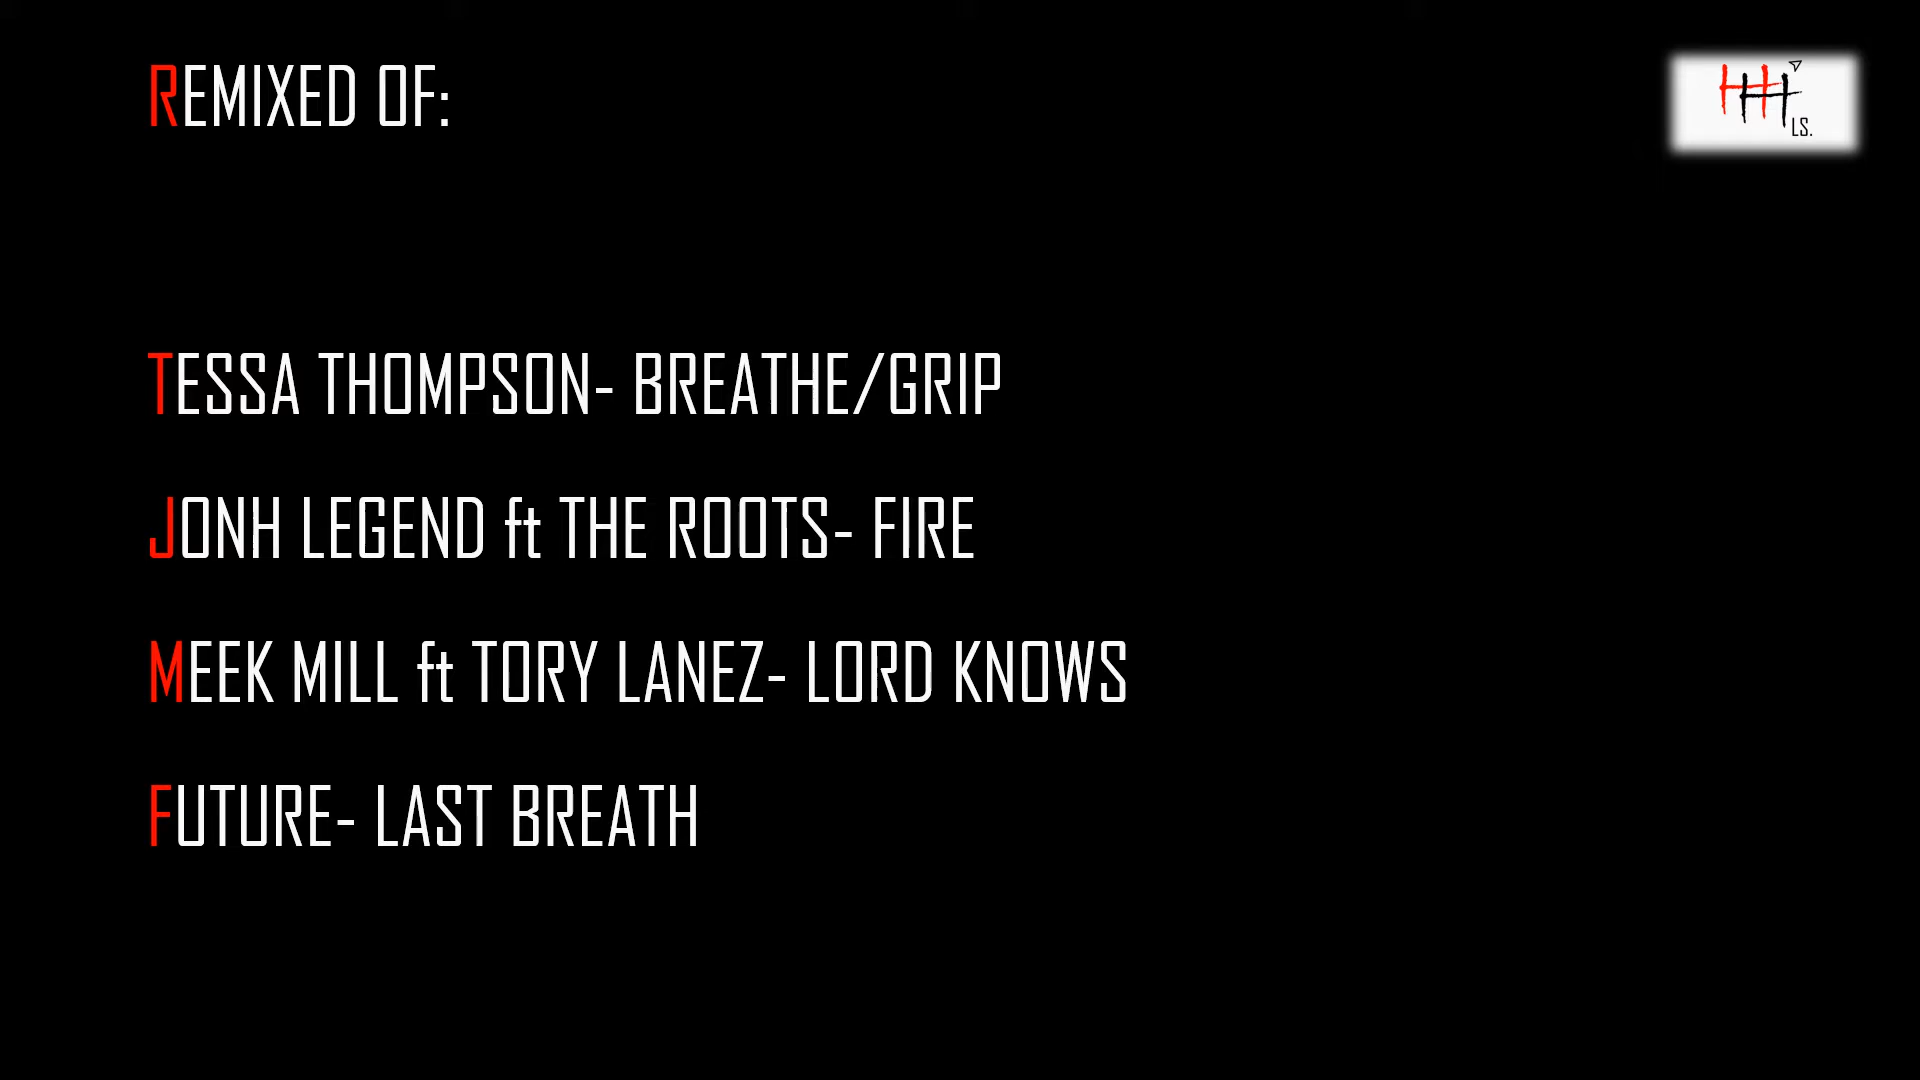 REMIXED OF:
LS.
TESSA THOMPSON- BREATHE/GRIP
JONH LEGEND ft THE ROOTS- FIRE
MEEK MILL ft TORY LANEZ- LORD KNOWS
FUTURE- LAST BREATH